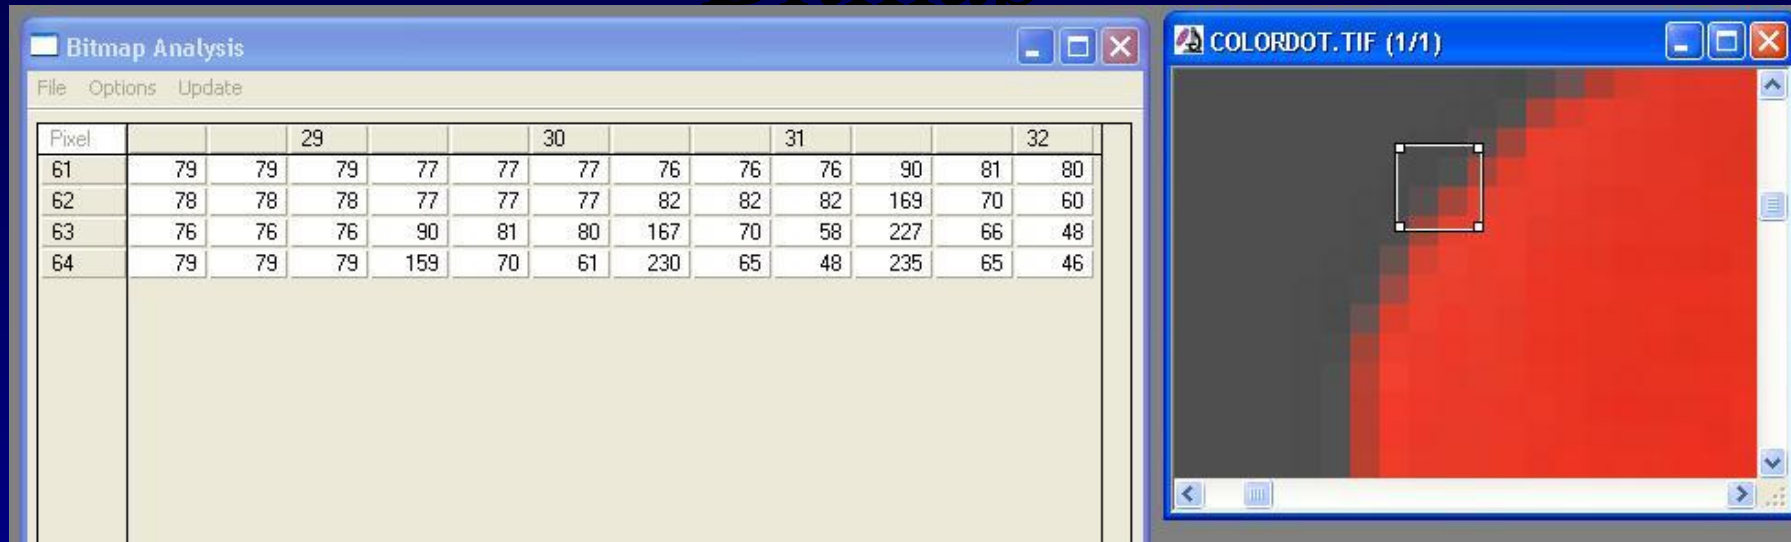 Bitmap Analysis
File Options Update
Pixel 29 30 31 32
61 79 79 79 77 77 77 76 76 76 90 81 80
62 78 78 78 77 77 77 82 82 82 169 70 60
63 76 76 76 90 81 80 167 70 58 227 66 48
64 79 79 79 159 70 61 230 65 48 235 65 46
COLORDOT.TIF (1/1)